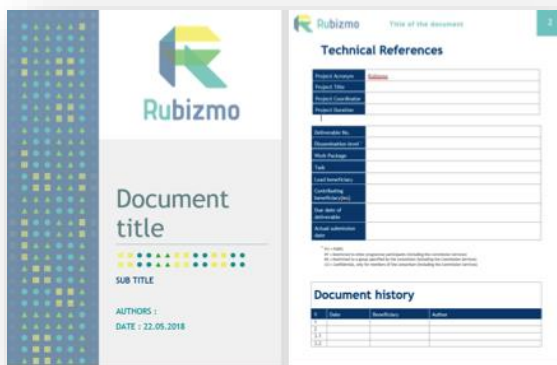 Rubizmo
Document
title
SUB TITLE
AUTHORS :
DATE : 22.05.2018
Rubizmo
Title of the document
2
Technical References
Project Acronym
Rubizmo
Project Title
Project Coordinator
Project Duration
Deliverable No.
Dissemination level
Work Package
Task
Lead beneficiary
Contributing
beneficiary(ies)
Due date of
deliverable
Actual submission
date
Document history
V
Date
Beneficiary
Author
1
2